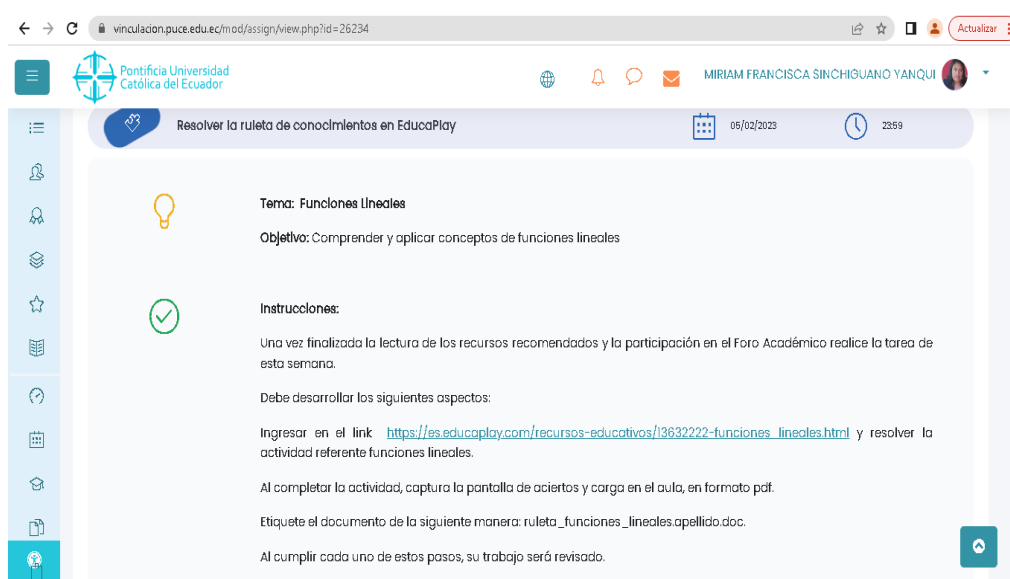 vinculacion.puce.edu.ec/mod/assign/view.php?id=26234
Actualizar
Pontificia Universidad
Católica del Ecuador
MIRIAM FRANCISCA SINCHIGUANO YANQUI
Resolver la ruleta de conocimientos en EducaPlay
05/02/2023
23:59
Tema: Funciones Lineales
Objetivo: Comprender y aplicar conceptos de funciones lineales
Instrucciones:
Una vez finalizada la lectura de los recursos recomendados y la participación en el Foro Académico realice la tarea de
esta semana.
Debe desarrollar los siguientes aspectos:
Ingresar en el link https://es.educaplay.com/recursos-educativos/13632222-funciones_lineales.html y resolver la
actividad referente funciones lineales.
Al completar la actividad, captura la pantalla de aciertos y carga en el aula, en formato pdf.
Etiquete el documento de la siguiente manera: ruleta_funciones_lineales.apellido.doc.
Al cumplir cada uno de estos pasos, su trabajo será revisado.